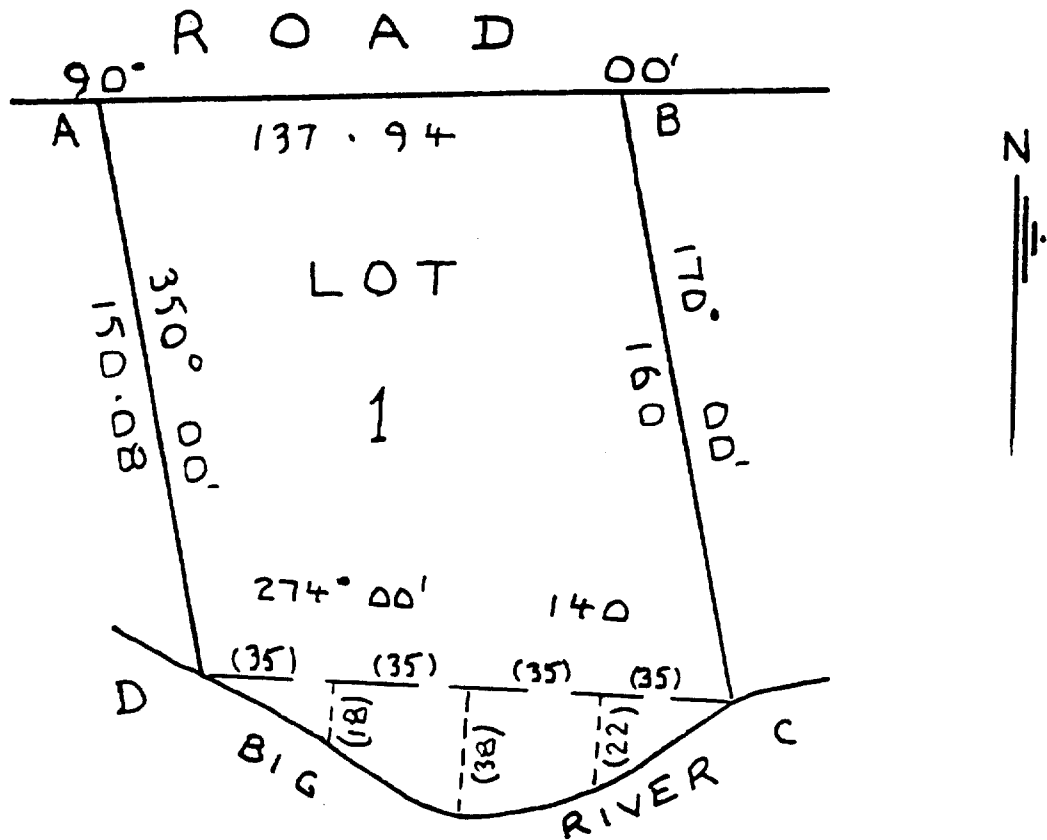 ROAD
90° 00'
A
137.94
B
N
LOT
1
350° 00'
150.08
170° 00'
160
274° 00'
140
(35) (35) (35) (35)
D
(18)
(38)
(22)
C
BIG RIVER